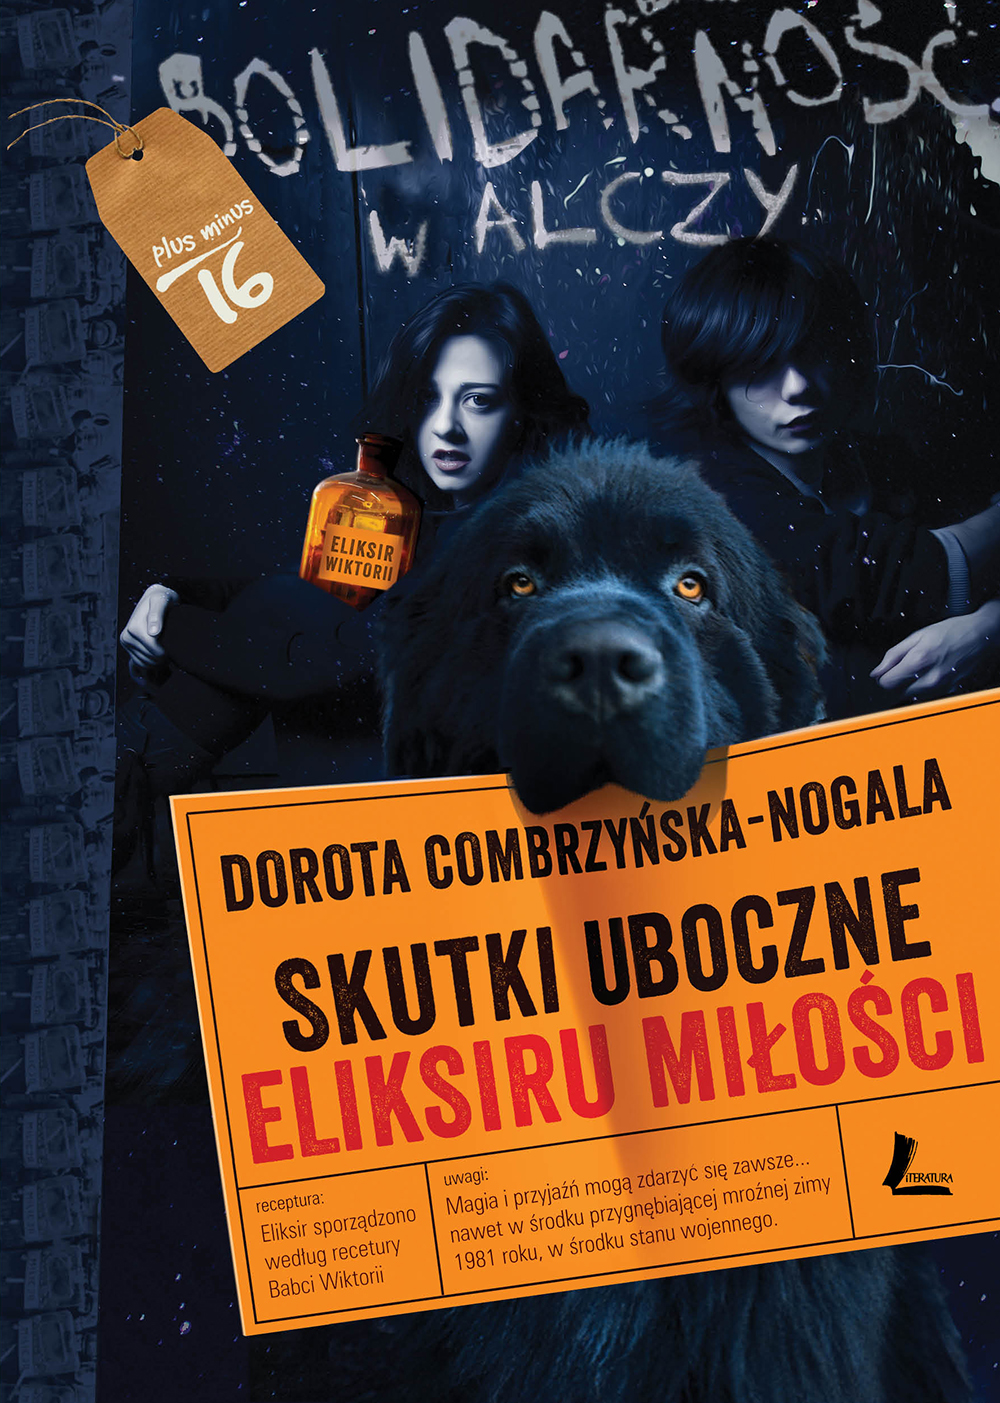 SOLIDARNOŚĆ
W ALCZY
plus minus
16
ELIKSIR
WIKTORII
DOROTA COMBRZYŃSKA-NOGALA
SKUTKI UBOCZNE
ELIKSIRU MIŁOŚCI
receptura:
Eliksir sporządzono
według recetury
Babci Wiktorii
uwagi:
Magia i przyjaźń mogą zdarzyć się zawsze...
nawet w środku przygnębiającej mroźnej zimy
1981 roku, w środku stanu wojennego.
LITERATURA